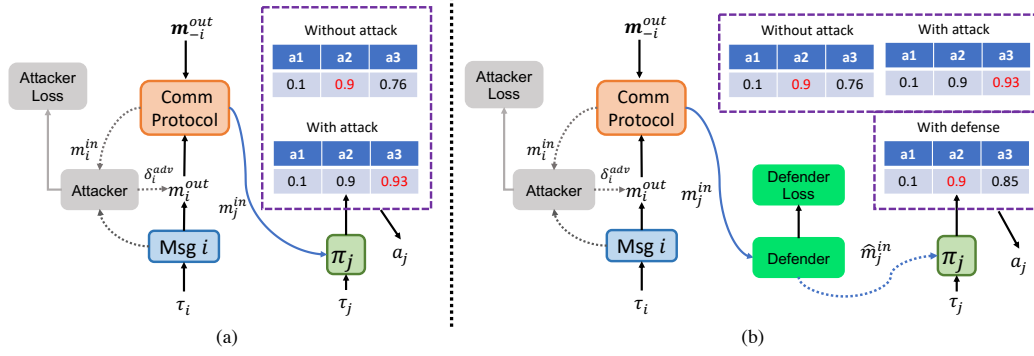 m_{-i}^{out}
Without attack
a1 a2 a3
0.1 0.9 0.76
Attacker
Loss
Comm
Protocol
With attack
a1 a2 a3
0.1 0.9 0.93
m_i^{in}
δ_i^{adv}
Attacker
m_i^{out}
m_j^{in}
Msg i
π_j
a_j
τ_i
τ_j
(a)
m_{-i}^{out}
Without attack
a1 a2 a3
0.1 0.9 0.76
With attack
a1 a2 a3
0.1 0.9 0.93
Attacker
Loss
Comm
Protocol
With defense
a1 a2 a3
0.1 0.9 0.85
m_i^{in}
δ_i^{adv}
Attacker
m_i^{out}
m_j^{in}
Defender
Loss
Msg i
Defender
m̂_j^{in}
π_j
a_j
τ_i
τ_j
(b)